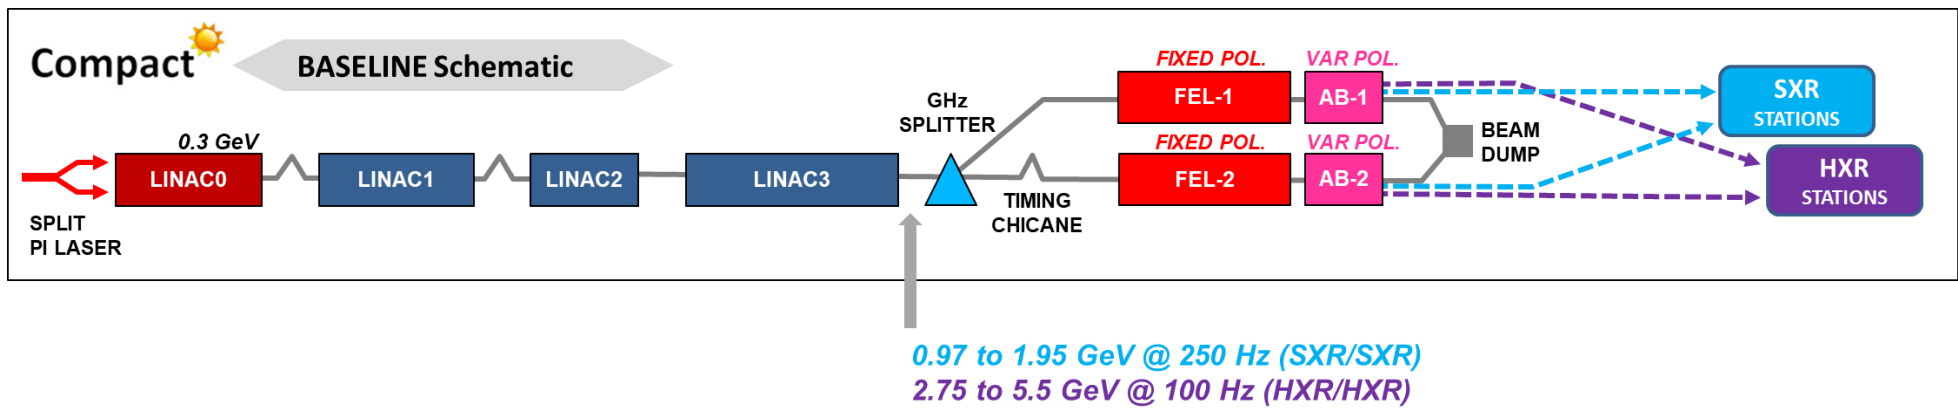 Compact
BASELINE Schematic
0.3 GeV
LINAC0
LINAC1
LINAC2
LINAC3
SPLIT
PI LASER
GHz
SPLITTER
TIMING
CHICANE
FIXED POL.
FEL-1
VAR POL.
AB-1
FIXED POL.
FEL-2
VAR POL.
AB-2
BEAM
DUMP
SXR
STATIONS
HXR
STATIONS
0.97 to 1.95 GeV @ 250 Hz (SXR/SXR)
2.75 to 5.5 GeV @ 100 Hz (HXR/HXR)